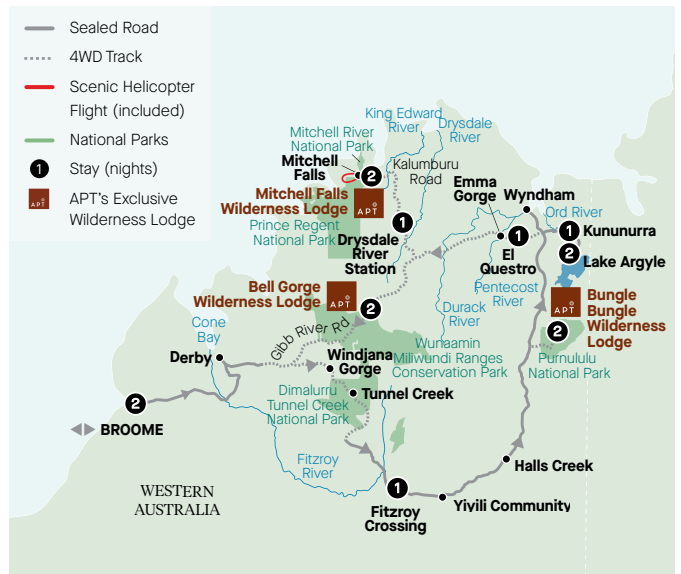 Sealed Road
4WD Track
Scenic Helicopter
Flight (included)
National Parks
1
Stay (nights)
APT
APT's Exclusive
Wilderness Lodge
King Edward
River
Drysdale
River
Mitchell River
National Park
Mitchell
Falls
2
Kalumburu
Road
Mitchell Falls
Wilderness Lodge
APT
Prince Regent
National Park
1
Drysdale
River
Station
Emma
Gorge
Wyndham
Ord River
1
Kununurra
1
El
Questro
2
Lake Argyle
Pentecost
River
Bell Gorge
Wilderness Lodge
APT
2
Durack
River
APT
Bungle
Bungle
Wilderness
Lodge
2
Purnululu
National Park
Cone
Bay
Gibb River Rd
Derby
Windjana
Gorge
Wunaamin
Miliwundi Ranges
Conservation Park
Dimalurru
Tunnel Creek
National Park
Tunnel Creek
2
BROOME
Fitzroy
River
Halls Creek
WESTERN
AUSTRALIA
1
Fitzroy
Crossing
Yiyili Community